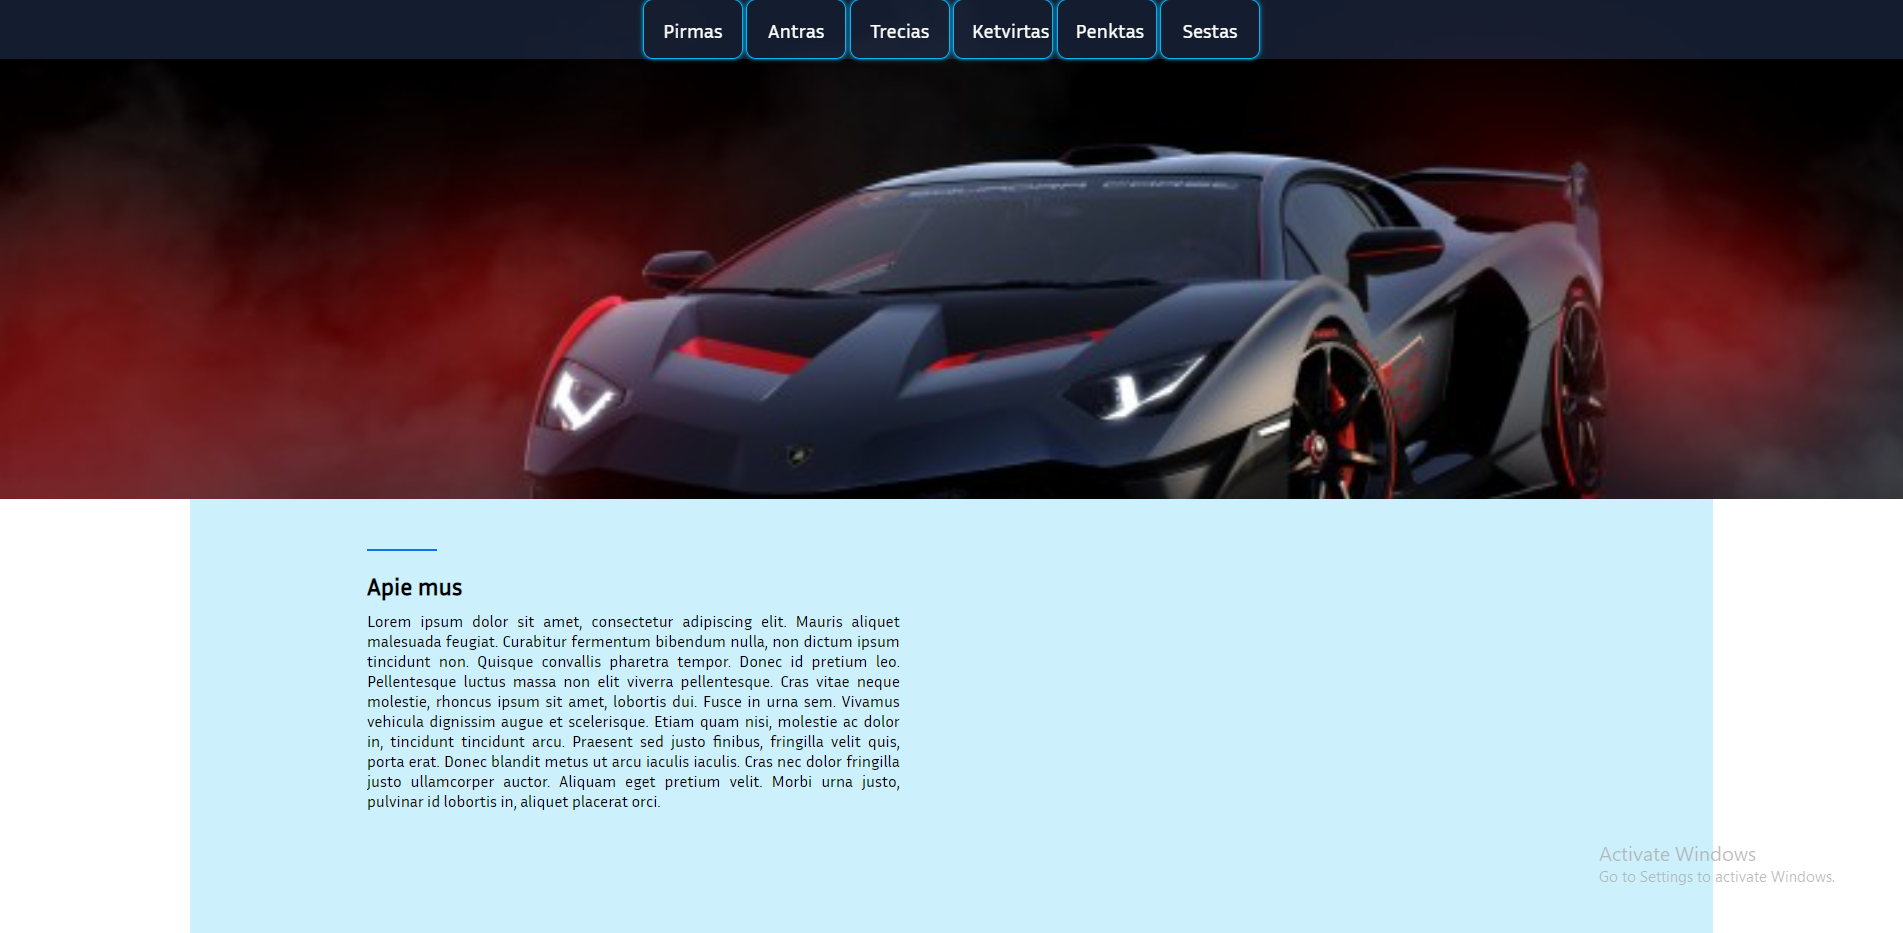 Pirmas Antras Trecias Ketvirtas Penktas Sestas
Apie mus
Lorem ipsum dolor sit amet, consectetur adipiscing elit. Mauris aliquet
malesuada feugiat. Curabitur fermentum bibendum nulla, non dictum ipsum
tincidunt non. Quisque convallis pharetra tempor. Donec id pretium leo.
Pellentesque luctus massa non elit viverra pellentesque. Cras vitae neque
molestie, rhoncus ipsum sit amet, lobortis dui. Fusce in urna sem. Vivamus
vehicula dignissim augue et scelerisque. Etiam quam nisi, molestie ac dolor
in, tincidunt tincidunt arcu. Praesent sed justo finibus, fringilla velit quis,
porta erat. Donec blandit metus ut arcu iaculis iaculis. Cras nec dolor fringilla
justo ullamcorper auctor. Aliquam eget pretium velit. Morbi urna justo,
pulvinar id lobortis in, aliquet placerat orci.
Activate Windows
Go to Settings to activate Windows.